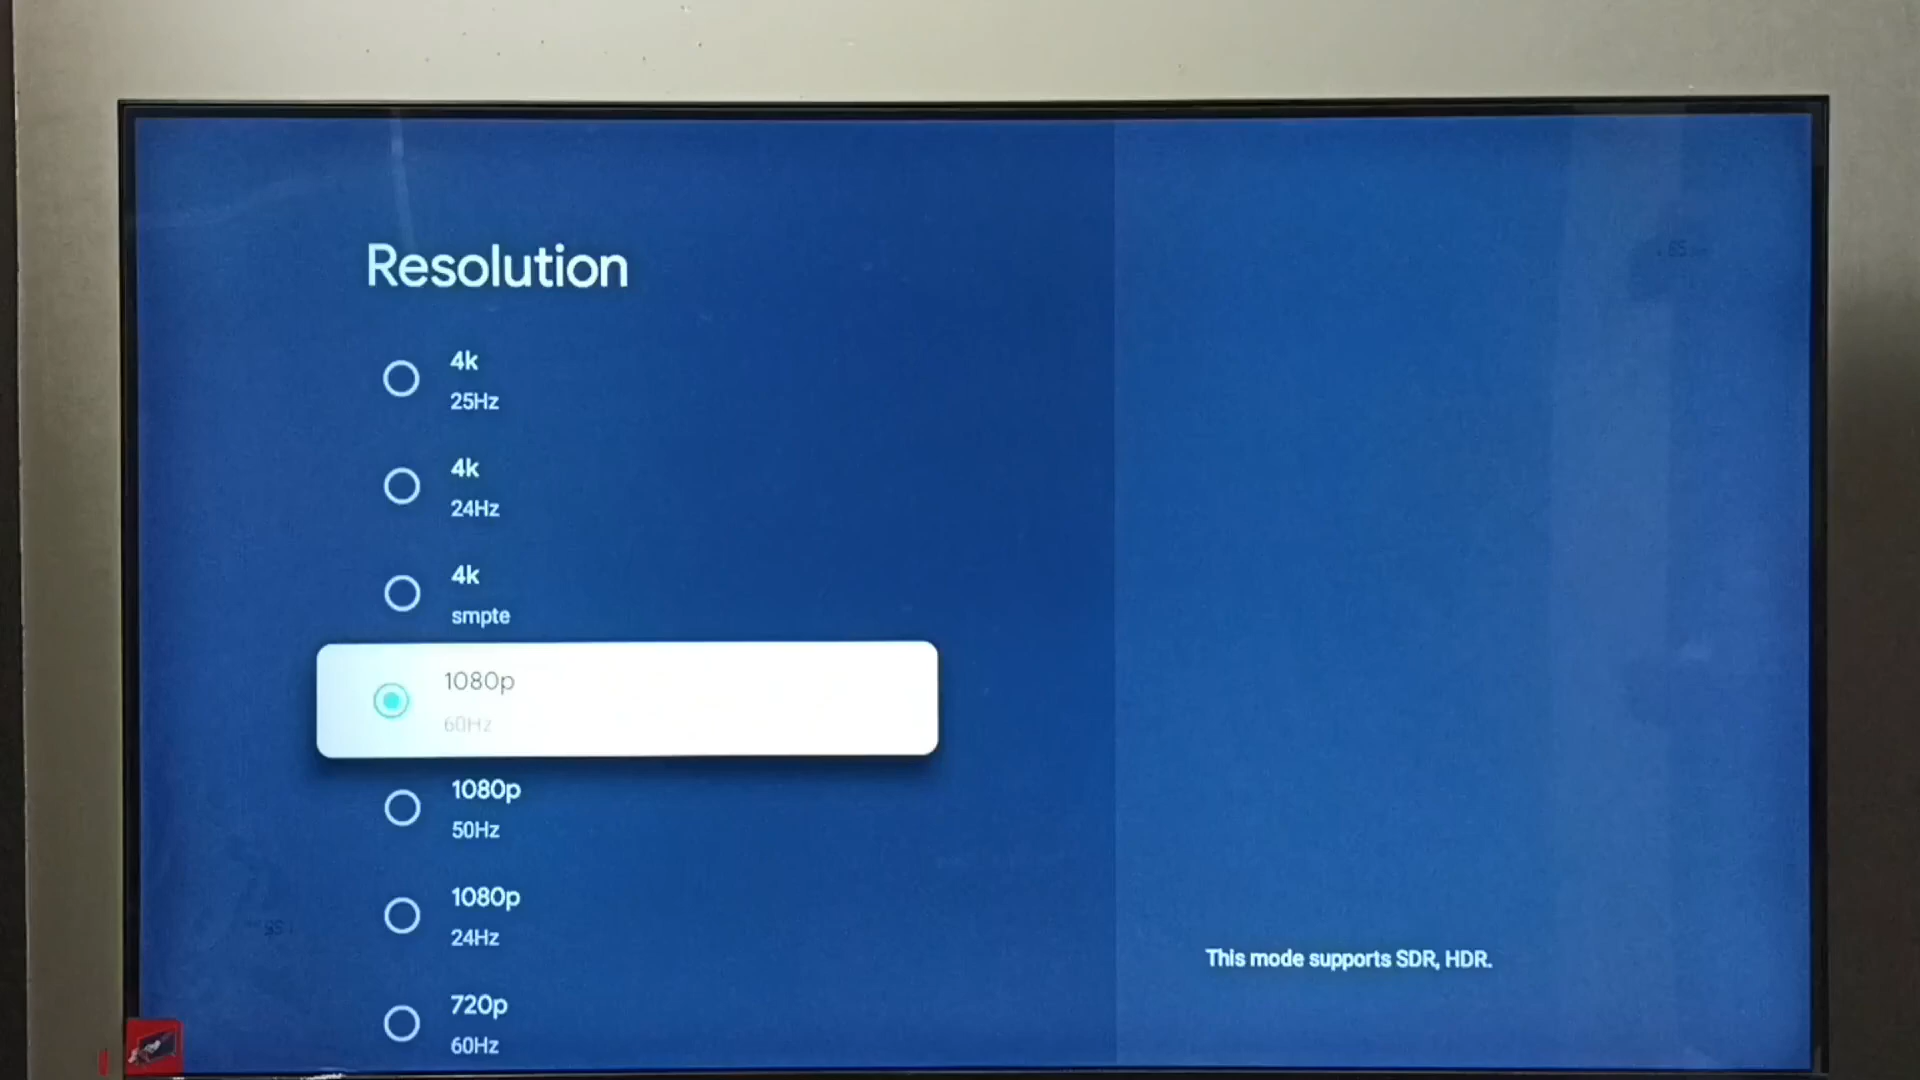 Resolution
4k
25Hz
4k
24Hz
4k
smpte
1080p
60Hz
1080p
50Hz
1080p
24Hz
720p
60Hz
This mode supports SDR, HDR.